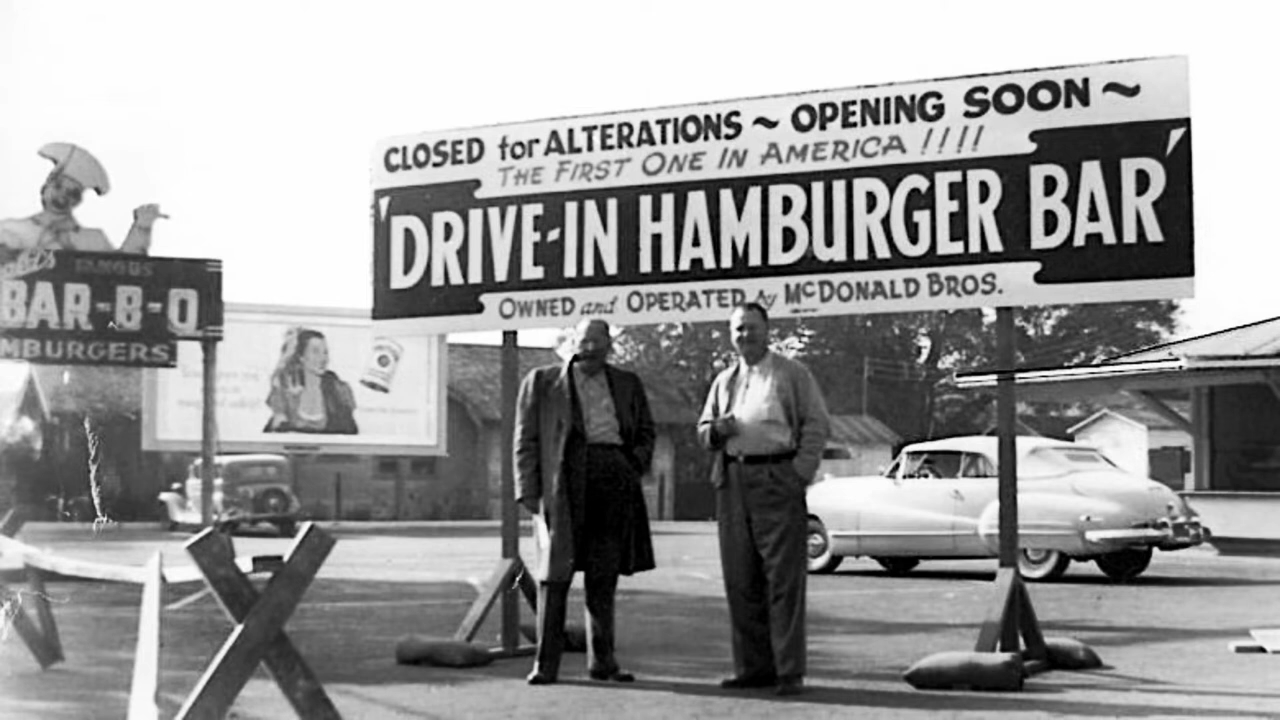 CLOSED for ALTERATIONS ~ OPENING SOON ~
THE FIRST ONE IN AMERICA !!!!
'DRIVE-IN HAMBURGER BAR'
OWNED and OPERATED by McDONALD BROS.
FAMOUS
BAR-B-Q
MBURGERS